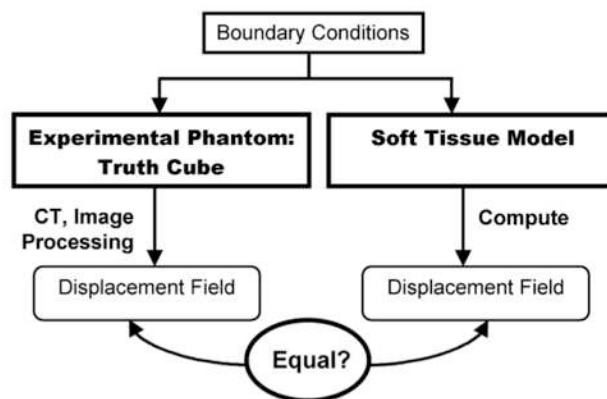 Boundary Conditions
Experimental Phantom:
Truth Cube
Soft Tissue Model
CT, Image
Processing
Compute
Displacement Field
Displacement Field
Equal?